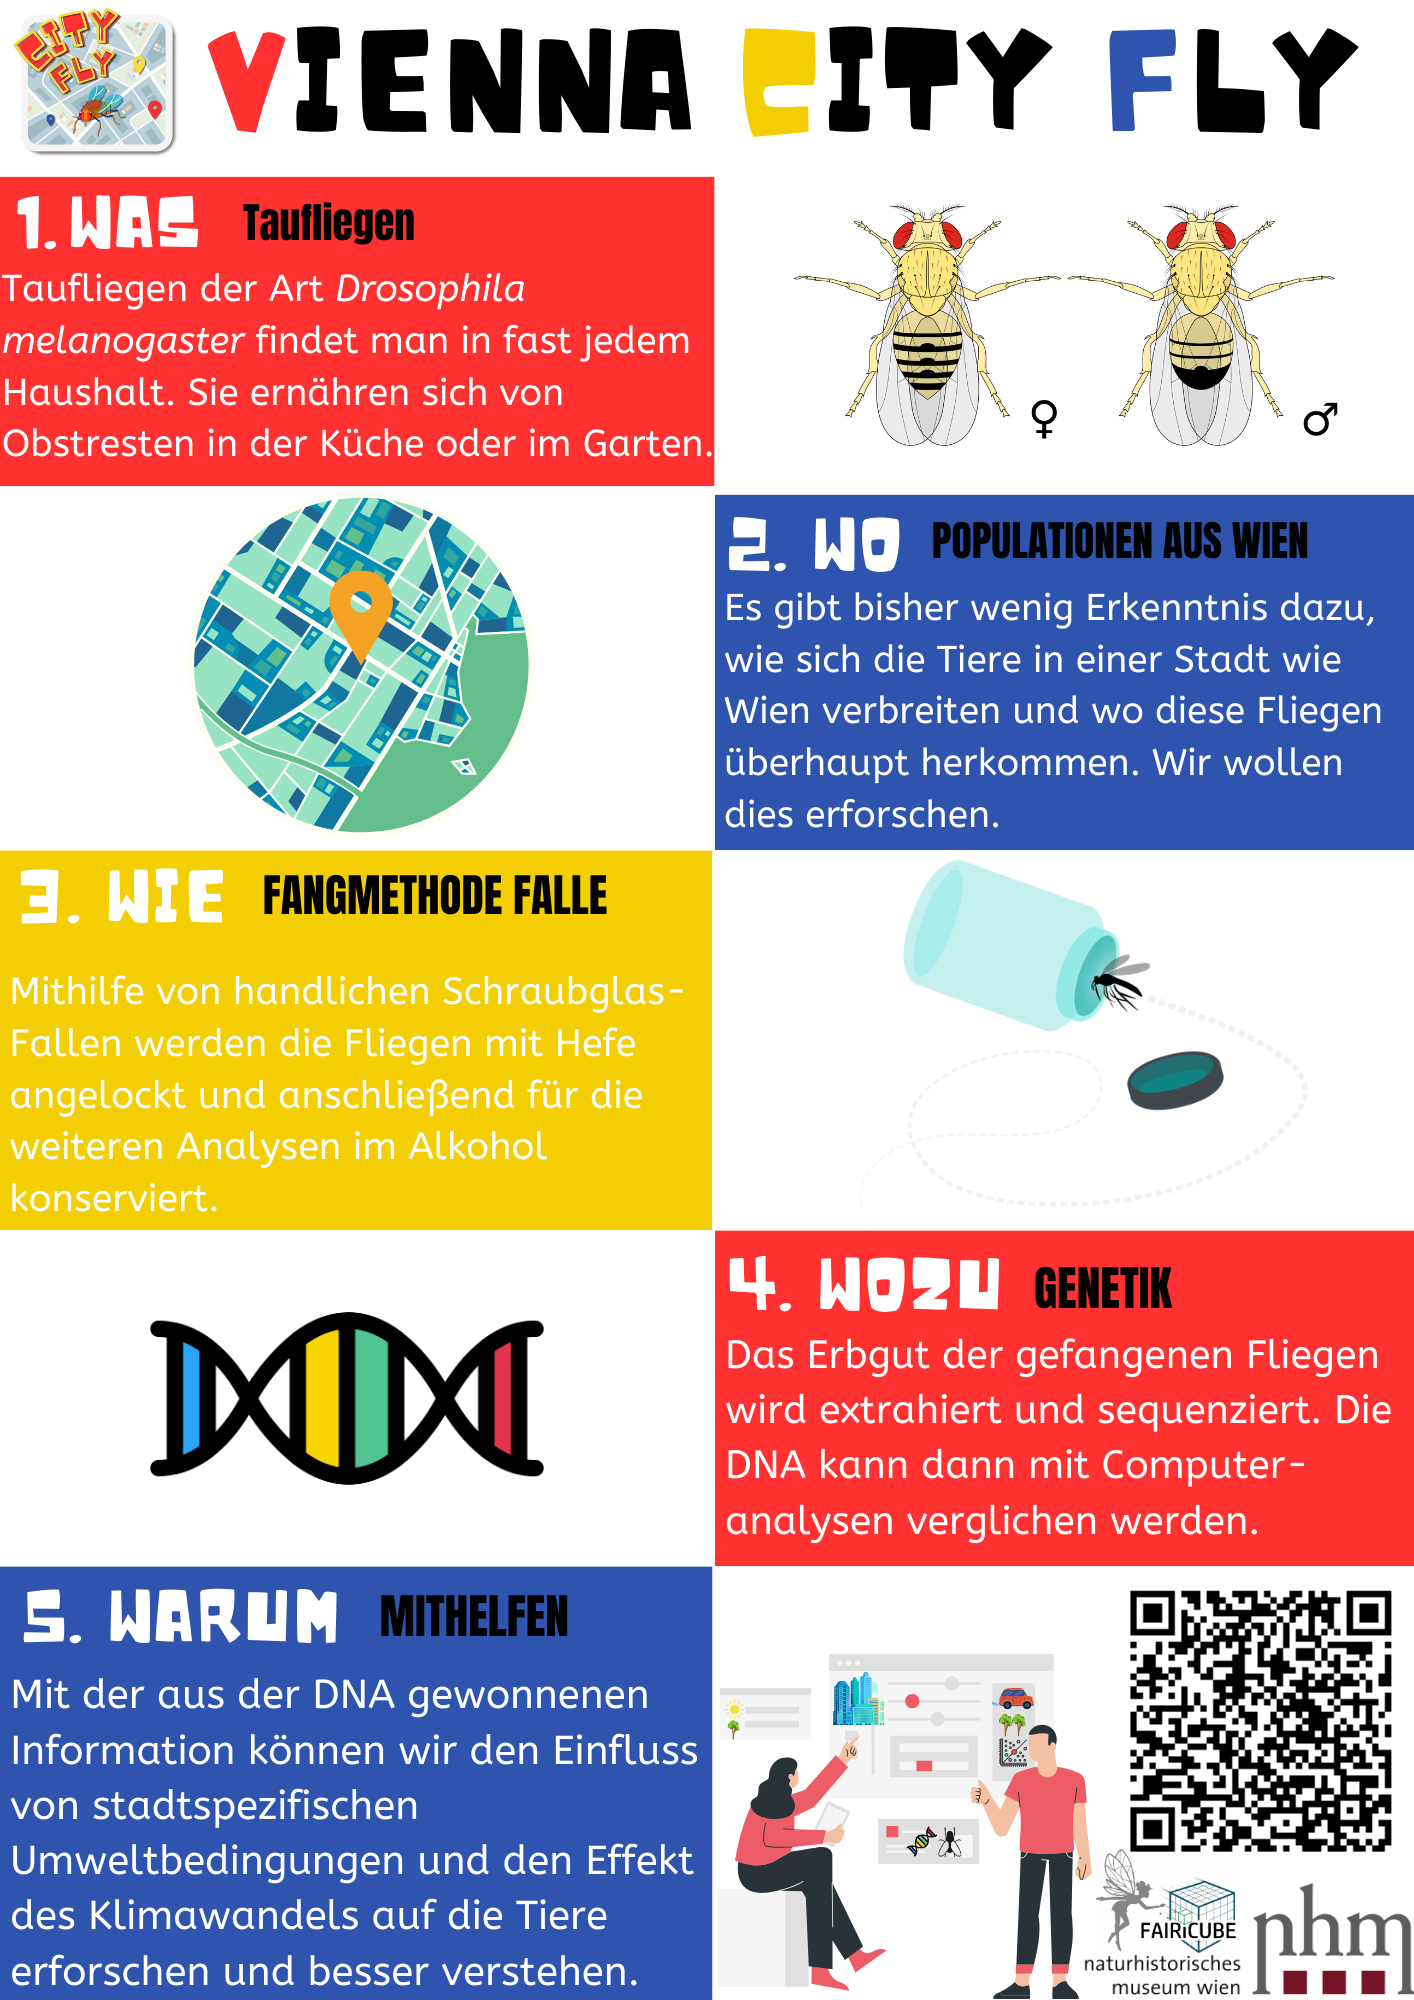 CITY
FLY
VIENNA CITY FLY
1. WAS Taufliegen
Taufliegen der Art Drosophila
melanogaster findet man in fast jedem
Haushalt. Sie ernähren sich von
Obstresten in der Küche oder im Garten.
♀ ♂
2. WO POPULATIONEN AUS WIEN
Es gibt bisher wenig Erkenntnis dazu,
wie sich die Tiere in einer Stadt wie
Wien verbreiten und wo diese Fliegen
überhaupt herkommen. Wir wollen
dies erforschen.
3. WIE FANGMETHODE FALLE
Mithilfe von handlichen Schraubglas-
Fallen werden die Fliegen mit Hefe
angelockt und anschließend für die
weiteren Analysen im Alkohol
konserviert.
4. WOZU GENETIK
Das Erbgut der gefangenen Fliegen
wird extrahiert und sequenziert. Die
DNA kann dann mit Computer-
analysen verglichen werden.
5. WARUM MITHELFEN
Mit der aus der DNA gewonnenen
Information können wir den Einfluss
von stadtspezifischen
Umweltbedingungen und den Effekt
des Klimawandels auf die Tiere
erforschen und besser verstehen.
FAIRiCUBE
naturhistorisches
museum wien
nhm